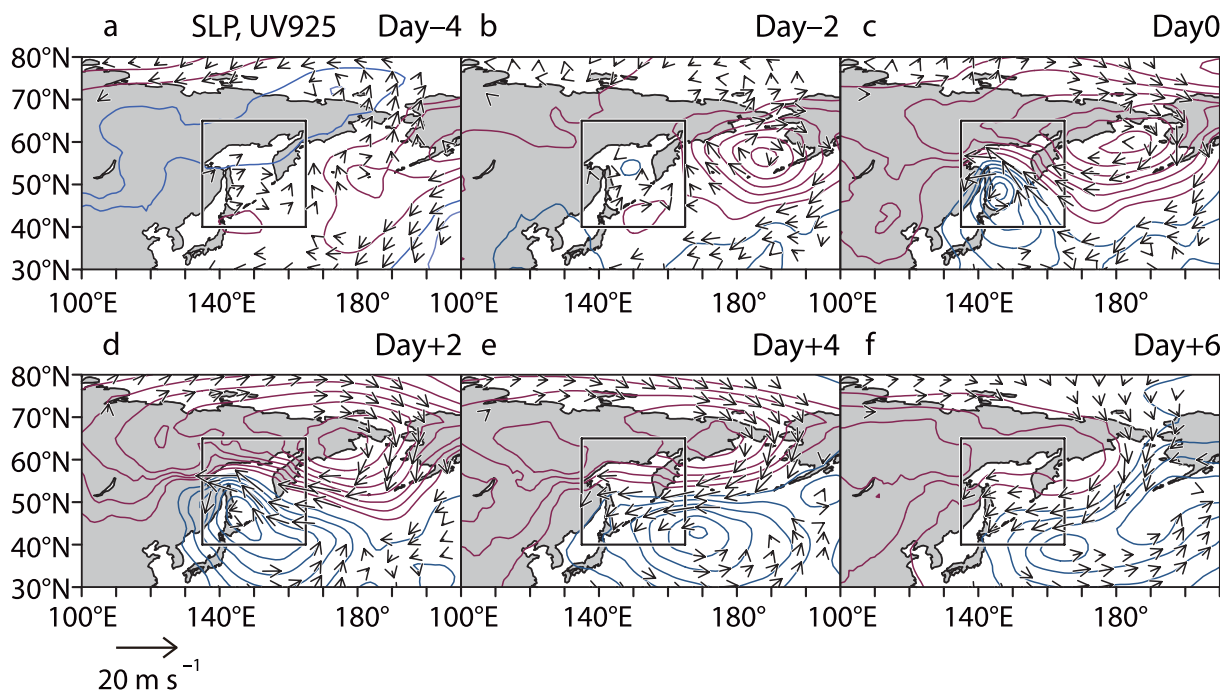 a SLP, UV925 Day−4 b Day−2 c Day0
80°N
70°N
60°N
50°N
40°N
30°N
100°E 140°E 180° 100°E 140°E 180° 100°E 140°E 180°
d Day+2 e Day+4 f Day+6
80°N
70°N
60°N
50°N
40°N
30°N
100°E 140°E 180° 100°E 140°E 180° 100°E 140°E 180°
20 m s⁻¹